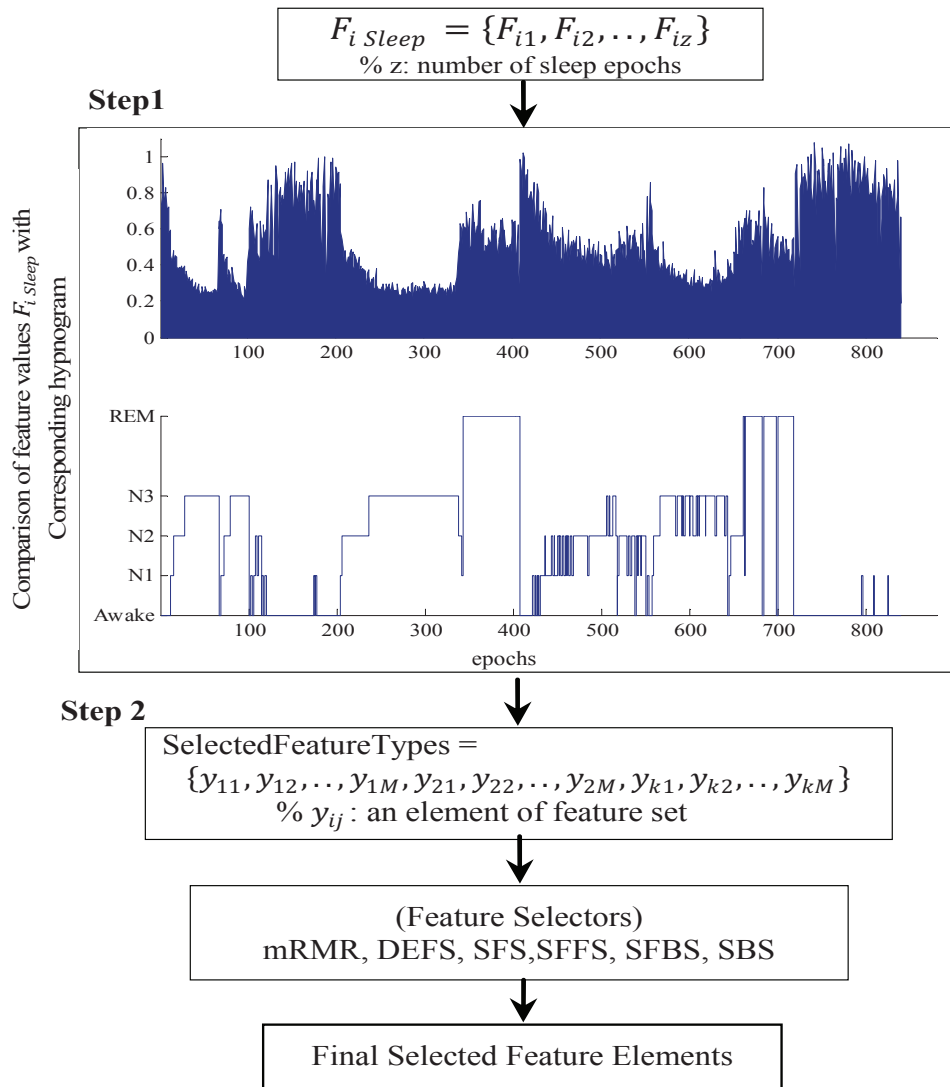 F_{i Sleep} = {F_{i1}, F_{i2}, . . , F_{iz}}
% z: number of sleep epochs
Step1
Comparison of feature values F_{i Sleep} with
Corresponding hypnogram
1
0.8
0.6
0.4
0.2
0
100 200 300 400 500 600 700 800
REM
N3
N2
N1
Awake
100 200 300 400 500 600 700 800
epochs
Step 2
SelectedFeatureTypes =
{y_{11}, y_{12}, . . , y_{1M}, y_{21}, y_{22}, . . , y_{2M}, y_{k1}, y_{k2}, . . , y_{kM}}
% y_{ij} : an element of feature set
(Feature Selectors)
mRMR, DEFS, SFS,SFFS, SFBS, SBS
Final Selected Feature Elements